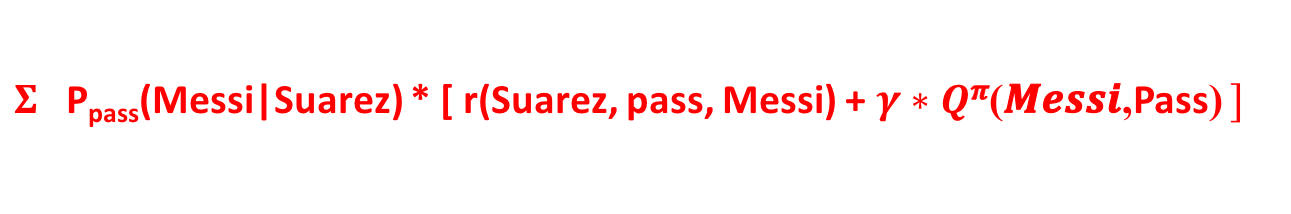 Σ P_pass(Messi|Suarez) * [ r(Suarez, pass, Messi) + γ ∗ Q^π(Messi,Pass) ]